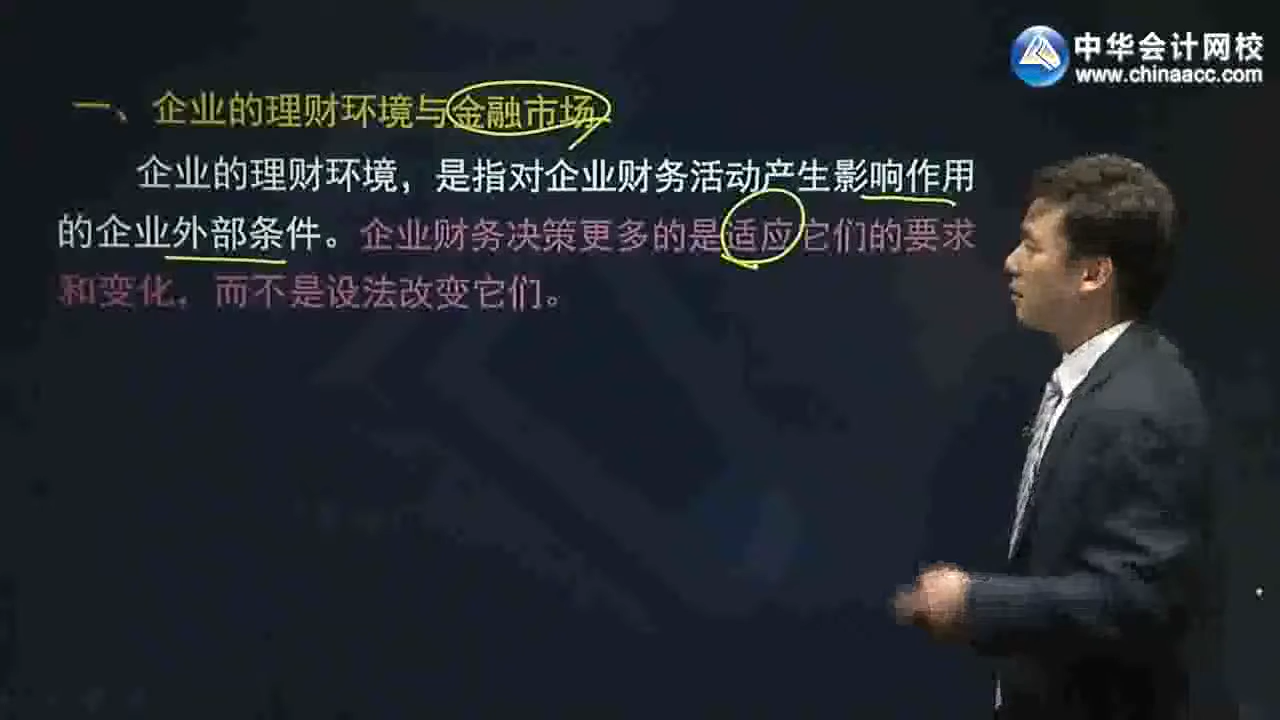 中华会计网校
www.chinaacc.com
一、企业的理财环境与金融市场
企业的理财环境，是指对企业财务活动产生影响作用
的企业外部条件。企业财务决策更多的是适应它们的要求
和变化，而不是设法改变它们。